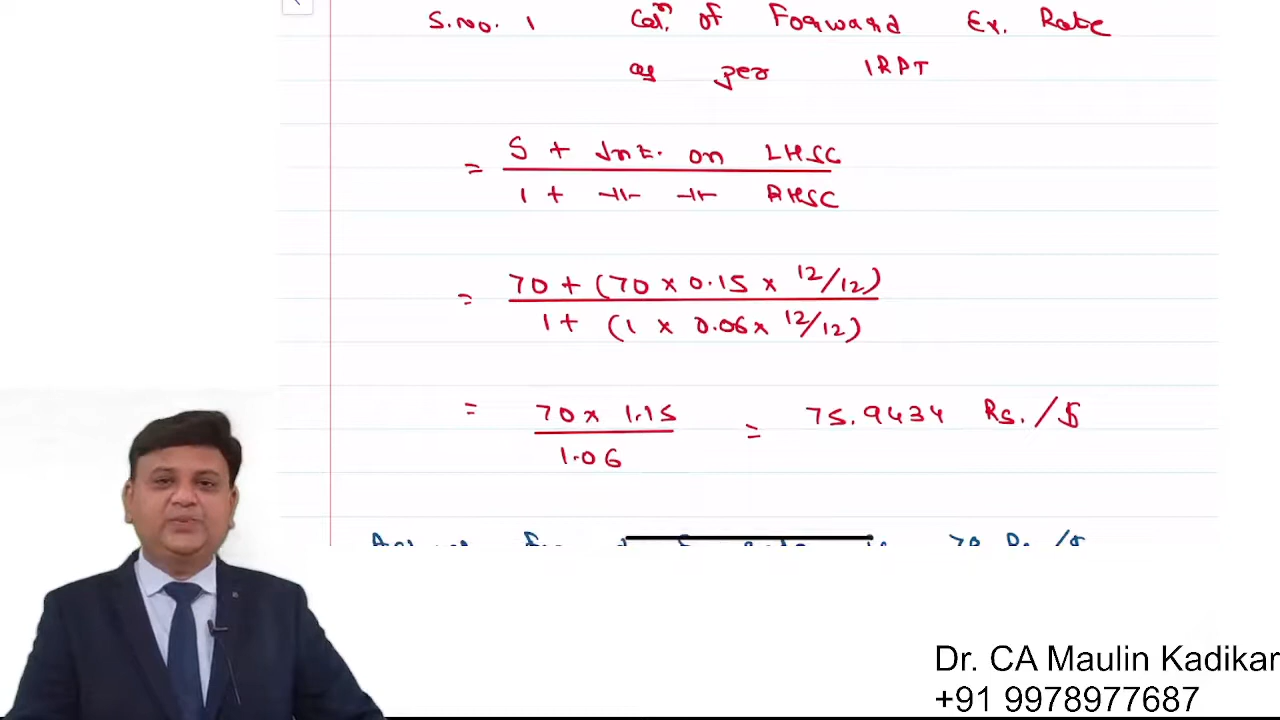 S.no. 1 Calⁿ. of Forward Ex. Rate
as per IRPT
= S + Int. on LHSC
1 + -||- -||- RHSC
= 70 + (70 × 0.15 × 12/12)
1 + (1 × 0.06 × 12/12)
= 70 × 1.15 = 75.9434 Rs./$
1.06
Dr. CA Maulin Kadikar
+91 9978977687